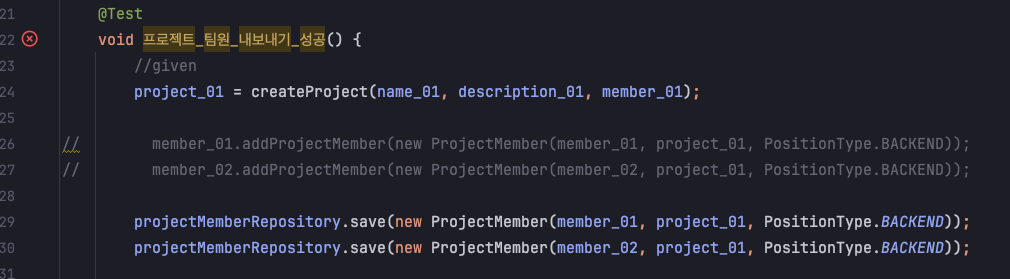 21 @Test
22 void 프로젝트_팀원_내보내기_성공() {
23 //given
24 project_01 = createProject(name_01, description_01, member_01);
25
26 // member_01.addProjectMember(new ProjectMember(member_01, project_01, PositionType.BACKEND));
27 // member_02.addProjectMember(new ProjectMember(member_02, project_01, PositionType.BACKEND));
28
29 projectMemberRepository.save(new ProjectMember(member_01, project_01, PositionType.BACKEND));
30 projectMemberRepository.save(new ProjectMember(member_02, project_01, PositionType.BACKEND));
31